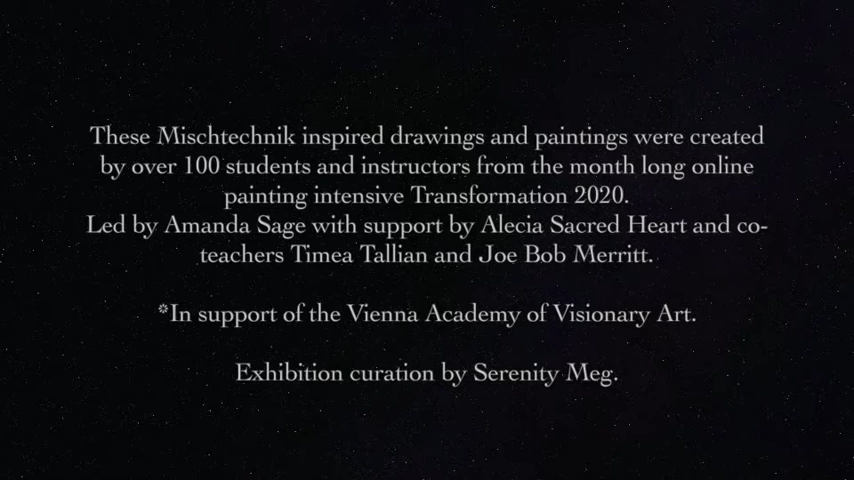 These Mischtechnik inspired drawings and paintings were created
by over 100 students and instructors from the month long online
painting intensive Transformation 2020.
Led by Amanda Sage with support by Alecia Sacred Heart and co-
teachers Timea Tallian and Joe Bob Merritt.
*In support of the Vienna Academy of Visionary Art.
Exhibition curation by Serenity Meg.